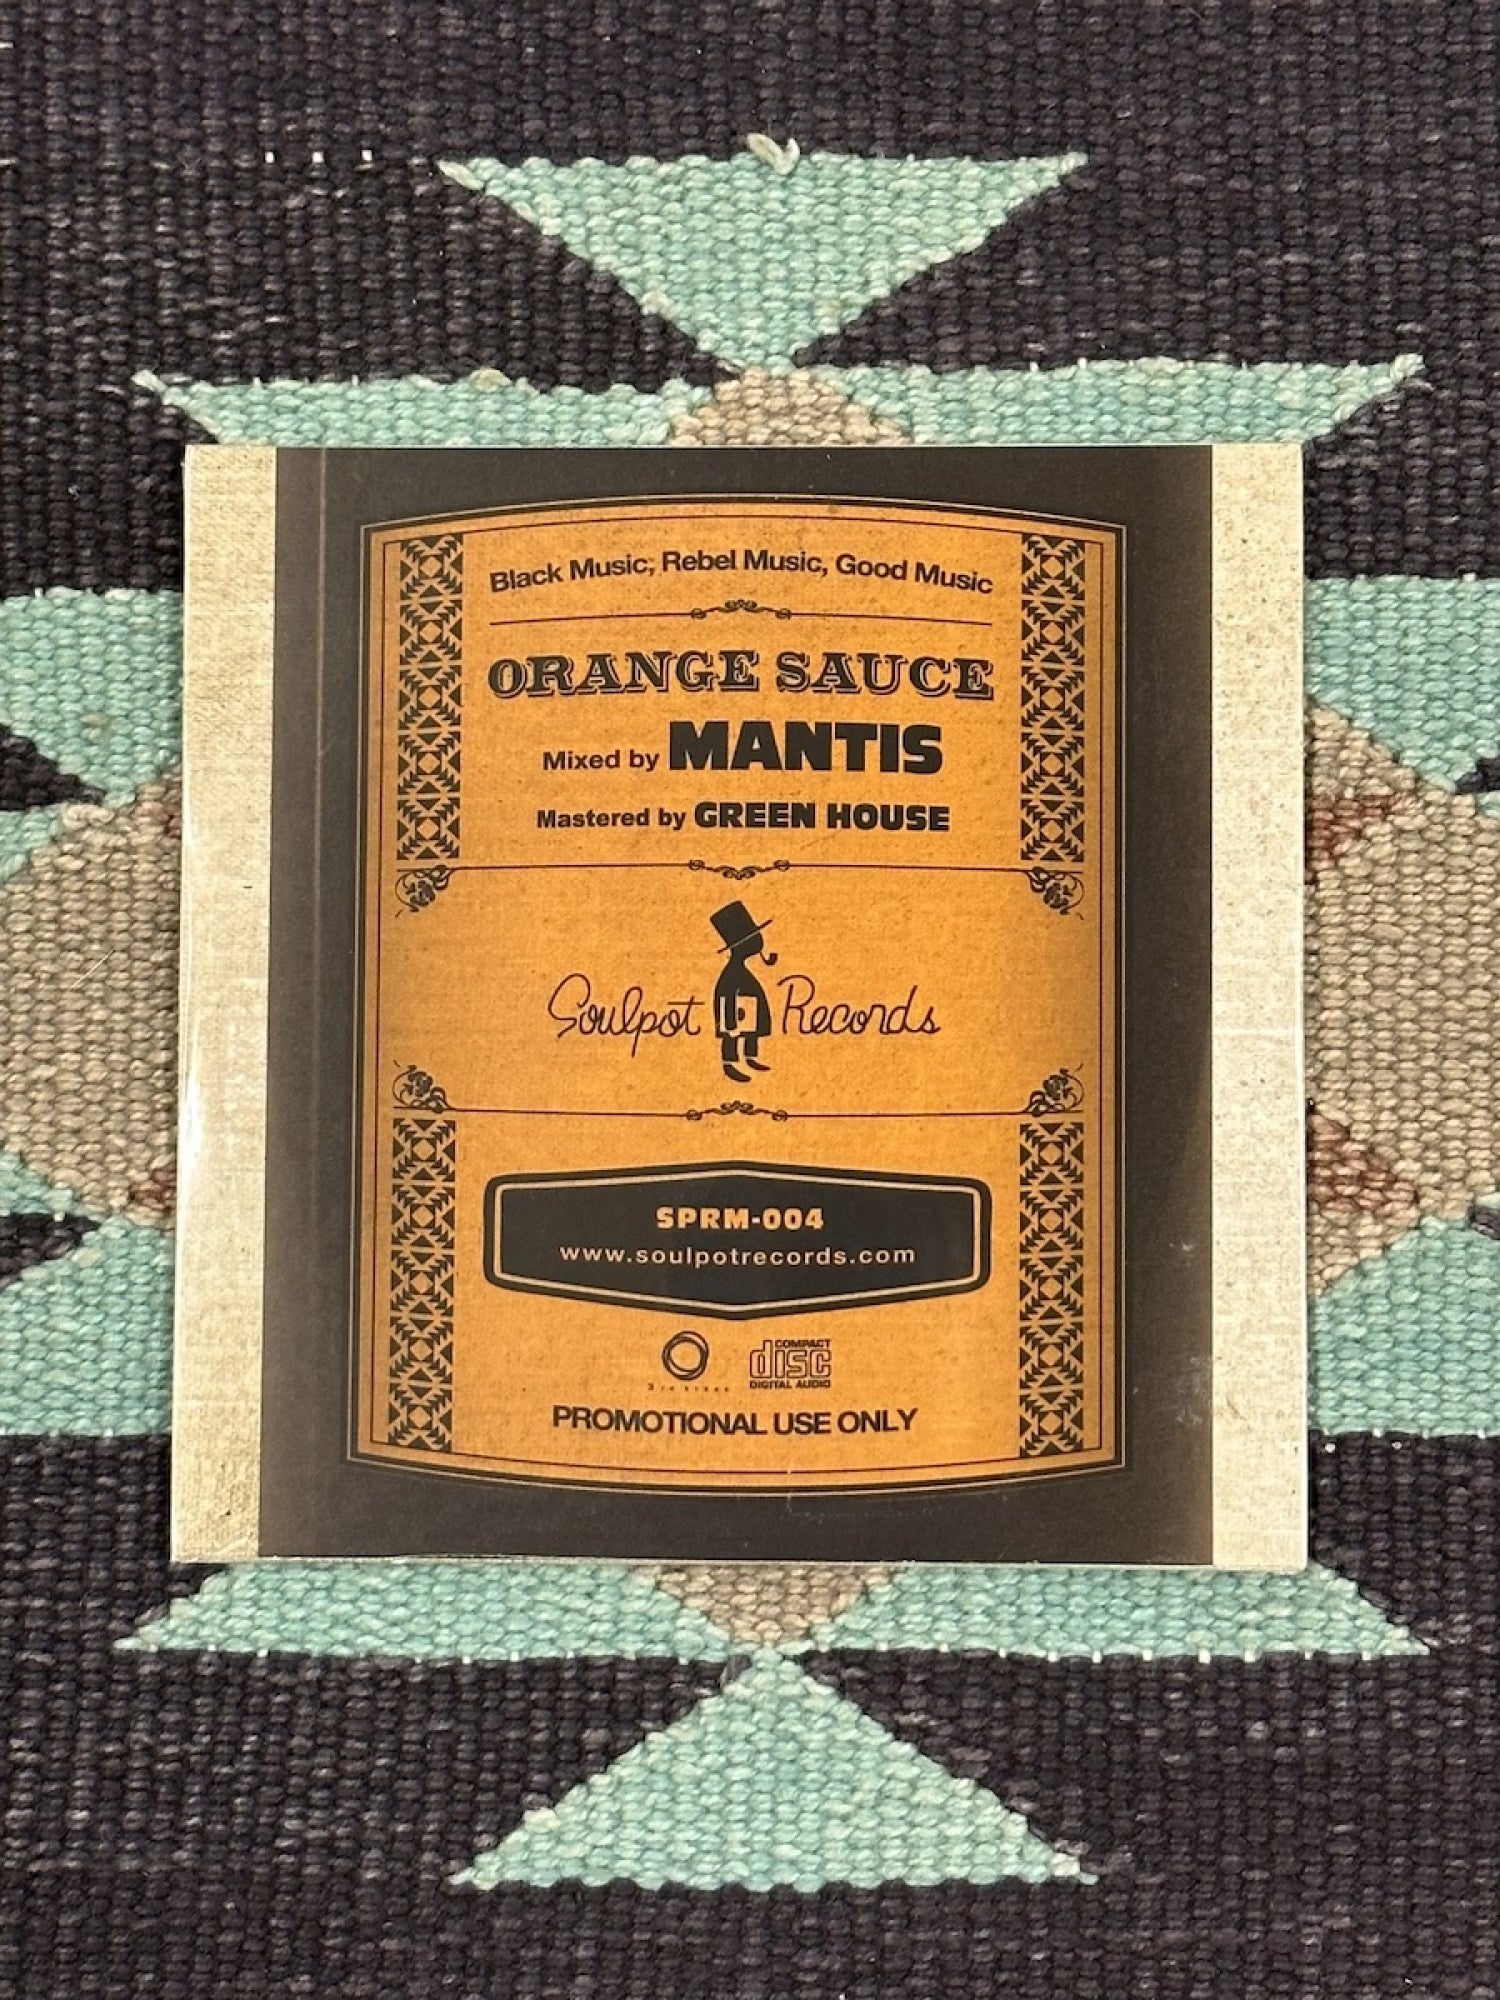 Black Music, Rebel Music, Good Music
ORANGE SAUCE
Mixed by MANTIS
Mastered by GREEN HOUSE
Soulpot Records
SPRM-004
www.soulpotrecords.com
COMPACT
disc
DIGITAL AUDIO
PROMOTIONAL USE ONLY